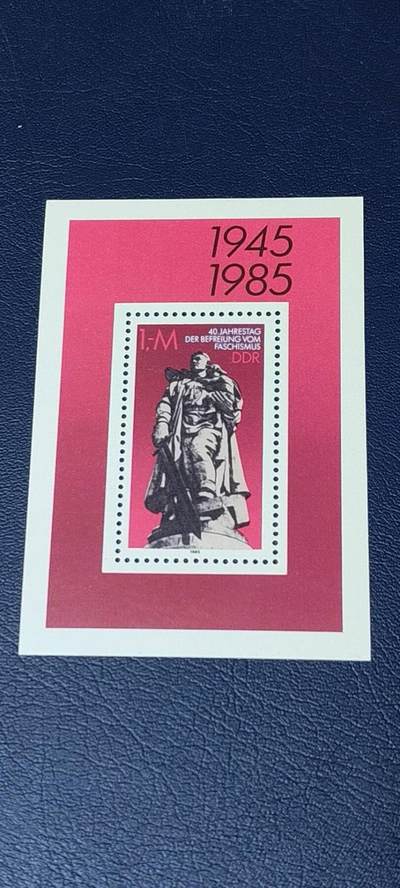 1945
1985
1,-M
40. JAHRESTAG
DER BEFREIUNG VOM
FASCHISMUS
DDR
1985